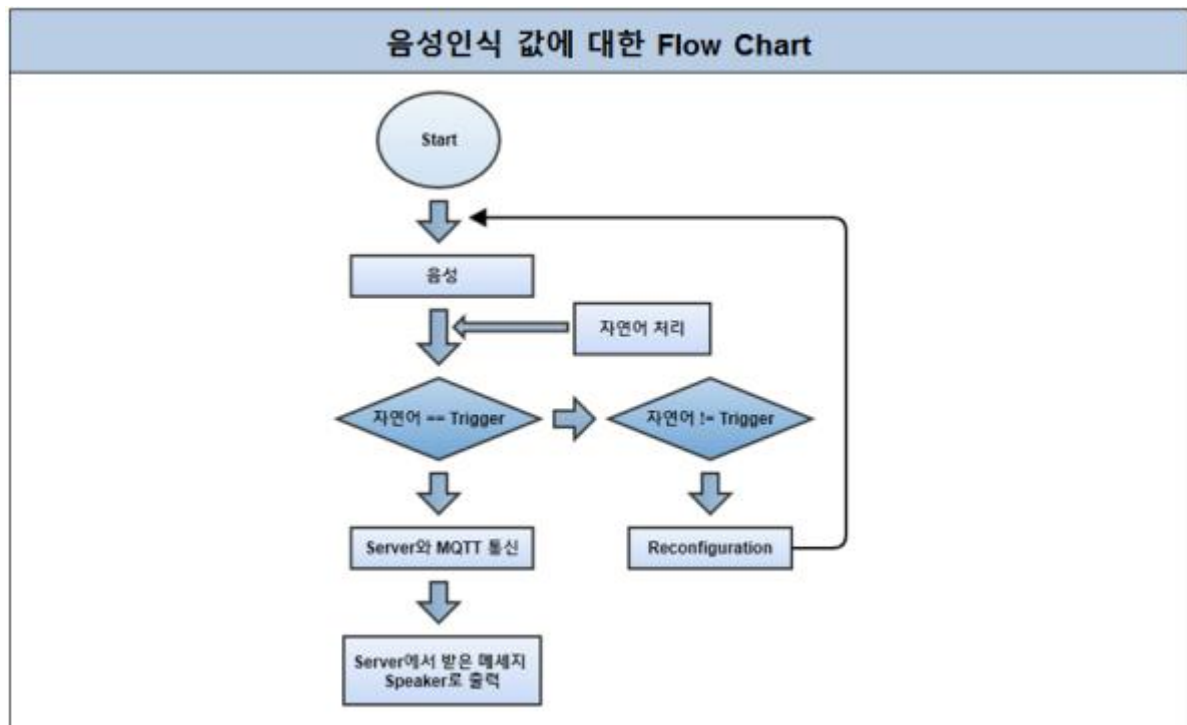 음성인식 값에 대한 Flow Chart
Start
음성
자연어 처리
자연어 == Trigger
자연어 != Trigger
Server와 MQTT 통신
Reconfiguration
Server에서 받은 메세지
Speaker로 출력